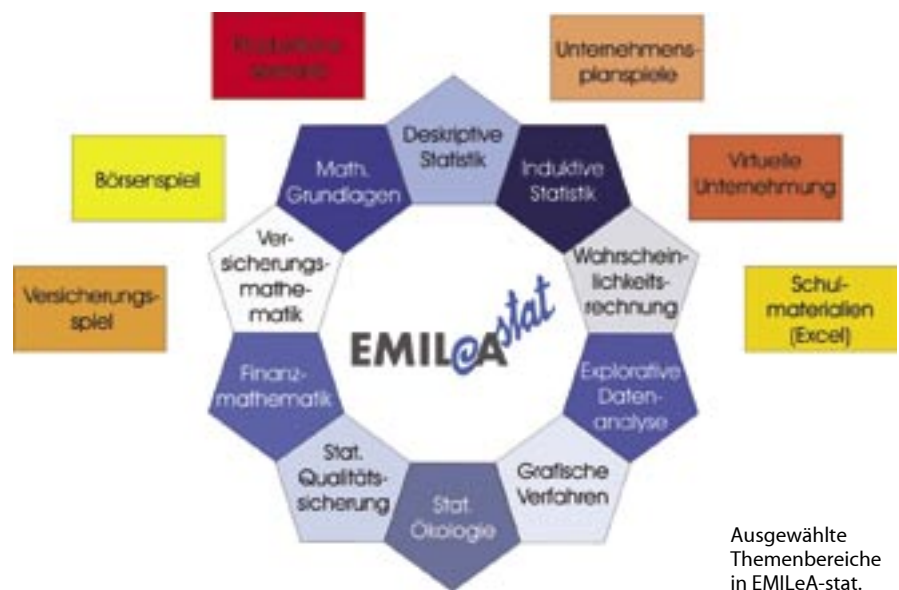 Unternehmens-
planspiele
Börsenspiel
Virtuelle
Unternehmung
Versicherungs-
spiel
Schul-
materialien
(Excel)
Deskriptive
Statistik
Induktive
Statistik
Wahrschein-
lichkeits-
rechnung
Explorative
Daten-
analyse
Grafische
Verfahren
Stat.
Ökologie
Stat.
Qualitäts-
sicherung
Finanz-
mathematik
Ver-
sicherungs-
mathe-
matik
Math.
Grundlagen
EMILeA stat
Ausgewählte
Themenbereiche
in EMILeA-stat.